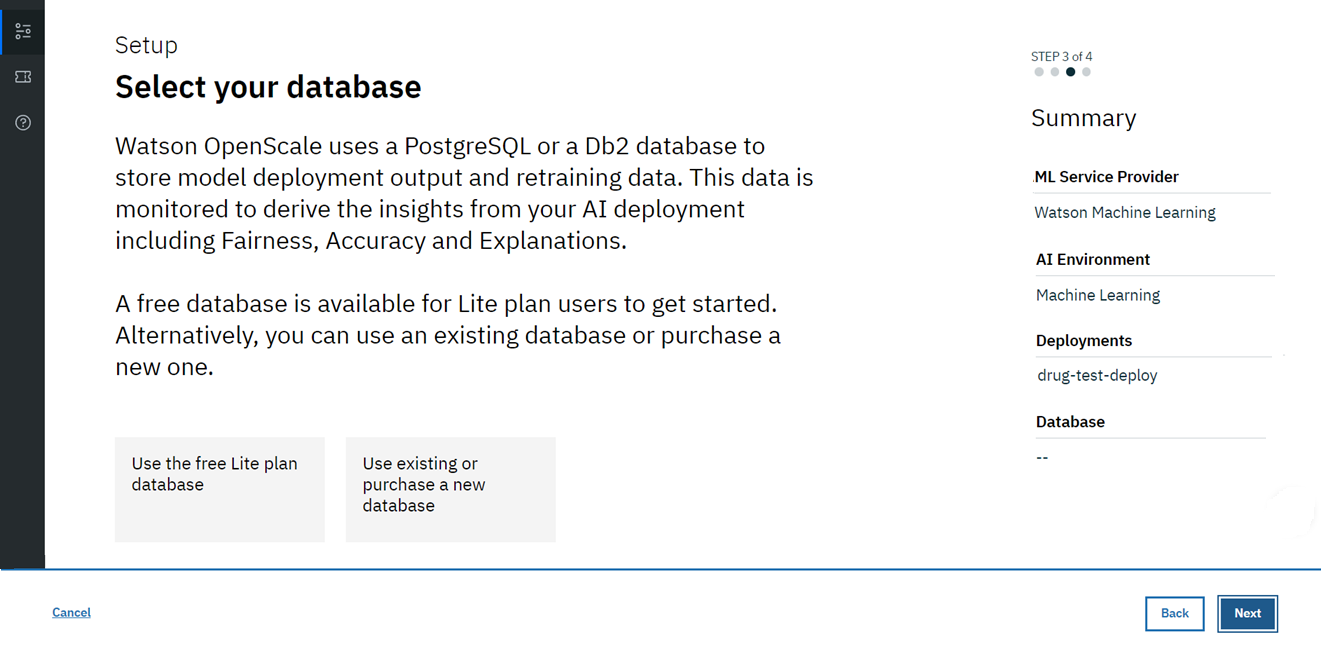 Setup
Select your database
Watson OpenScale uses a PostgreSQL or a Db2 database to
store model deployment output and retraining data. This data is
monitored to derive the insights from your AI deployment
including Fairness, Accuracy and Explanations.
A free database is available for Lite plan users to get started.
Alternatively, you can use an existing database or purchase a
new one.
Use the free Lite plan
database
Use existing or
purchase a new
database
STEP 3 of 4
Summary
ML Service Provider
Watson Machine Learning
AI Environment
Machine Learning
Deployments
drug-test-deploy
Database
--
Cancel
Back
Next